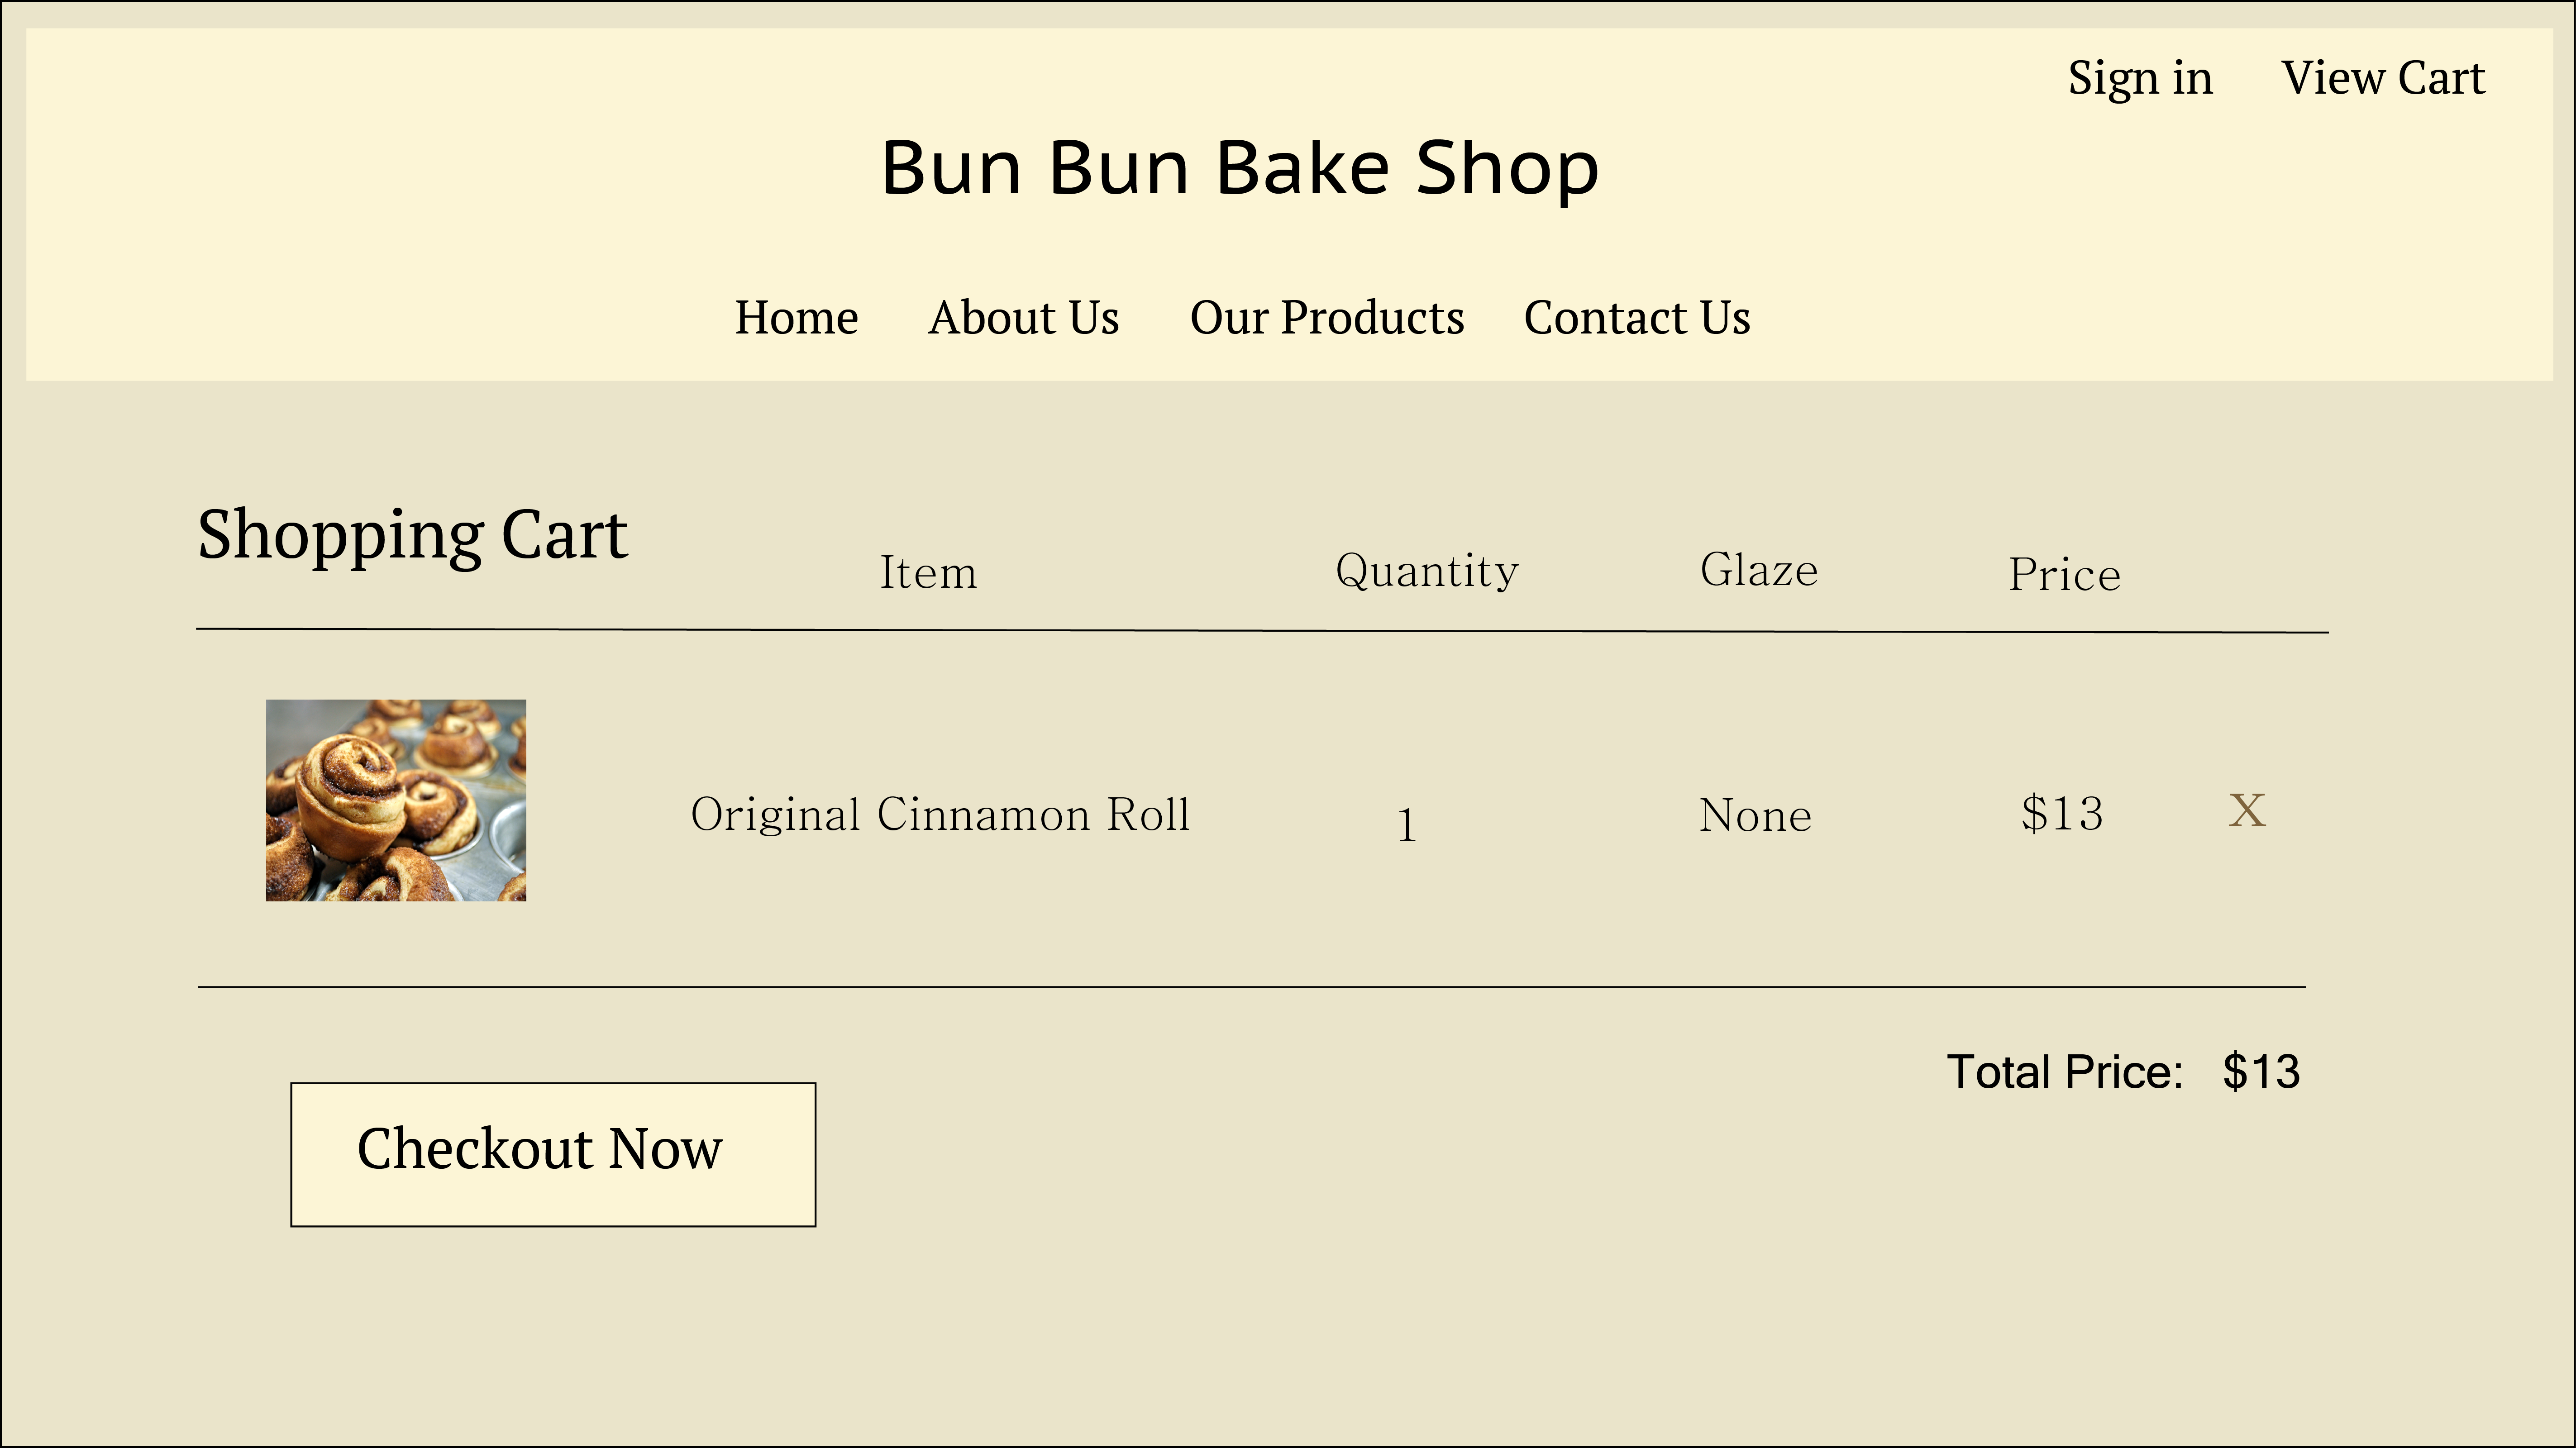 Sign in View Cart
Bun Bun Bake Shop
Home About Us Our Products Contact Us
Shopping Cart Item Quantity Glaze Price
Original Cinnamon Roll 1 None $13 X
Total Price: $13
Checkout Now